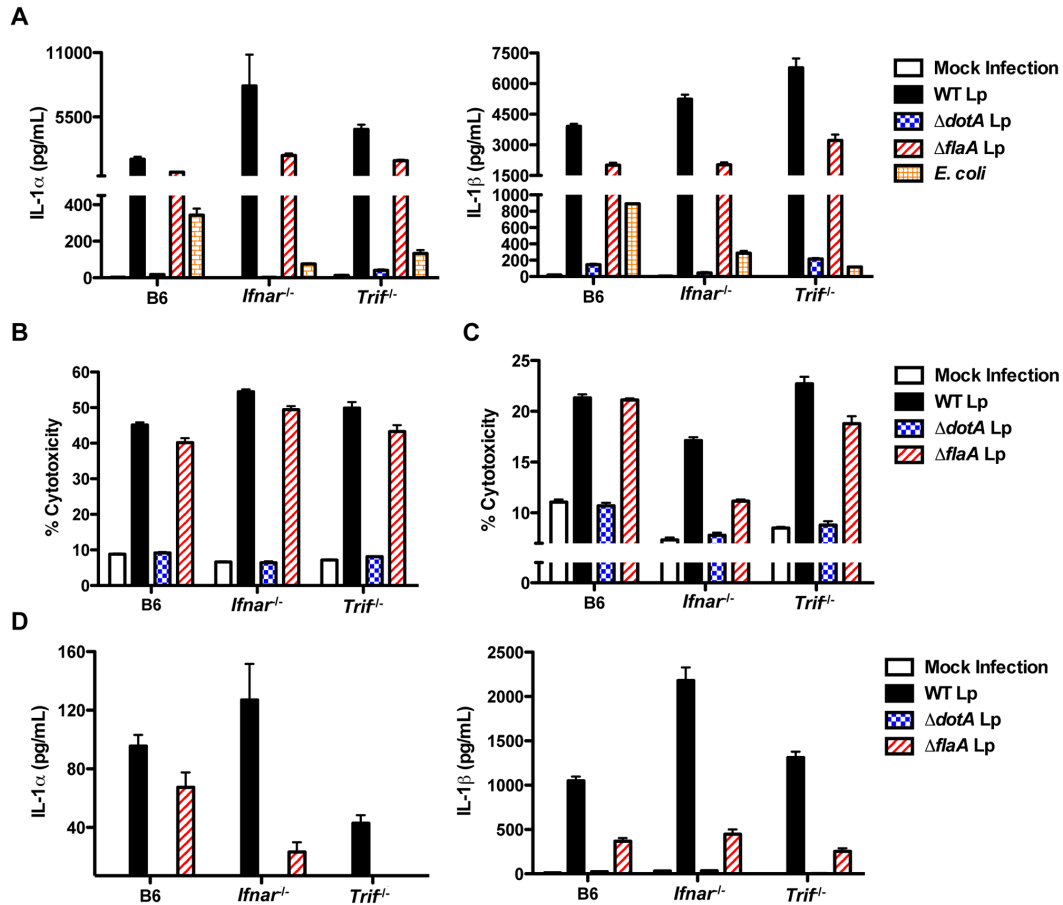 A
IL-1α (pg/mL)
11000
5500
400
200
0
B6
Ifnar-/-
Trif-/-
IL-1β (pg/mL)
7500
6000
4500
3000
1500
1000
800
600
400
200
0
B6
Ifnar-/-
Trif-/-
Mock Infection
WT Lp
ΔdotA Lp
ΔflaA Lp
E. coli
B
% Cytotoxicity
60
50
40
30
20
10
0
B6
Ifnar-/-
Trif-/-
C
% Cytotoxicity
25
20
15
10
0
B6
Ifnar-/-
Trif-/-
Mock Infection
WT Lp
ΔdotA Lp
ΔflaA Lp
D
IL-1α (pg/mL)
160
120
80
40
B6
Ifnar-/-
Trif-/-
IL-1β (pg/mL)
2500
2000
1500
1000
500
0
B6
Ifnar-/-
Trif-/-
Mock Infection
WT Lp
ΔdotA Lp
ΔflaA Lp